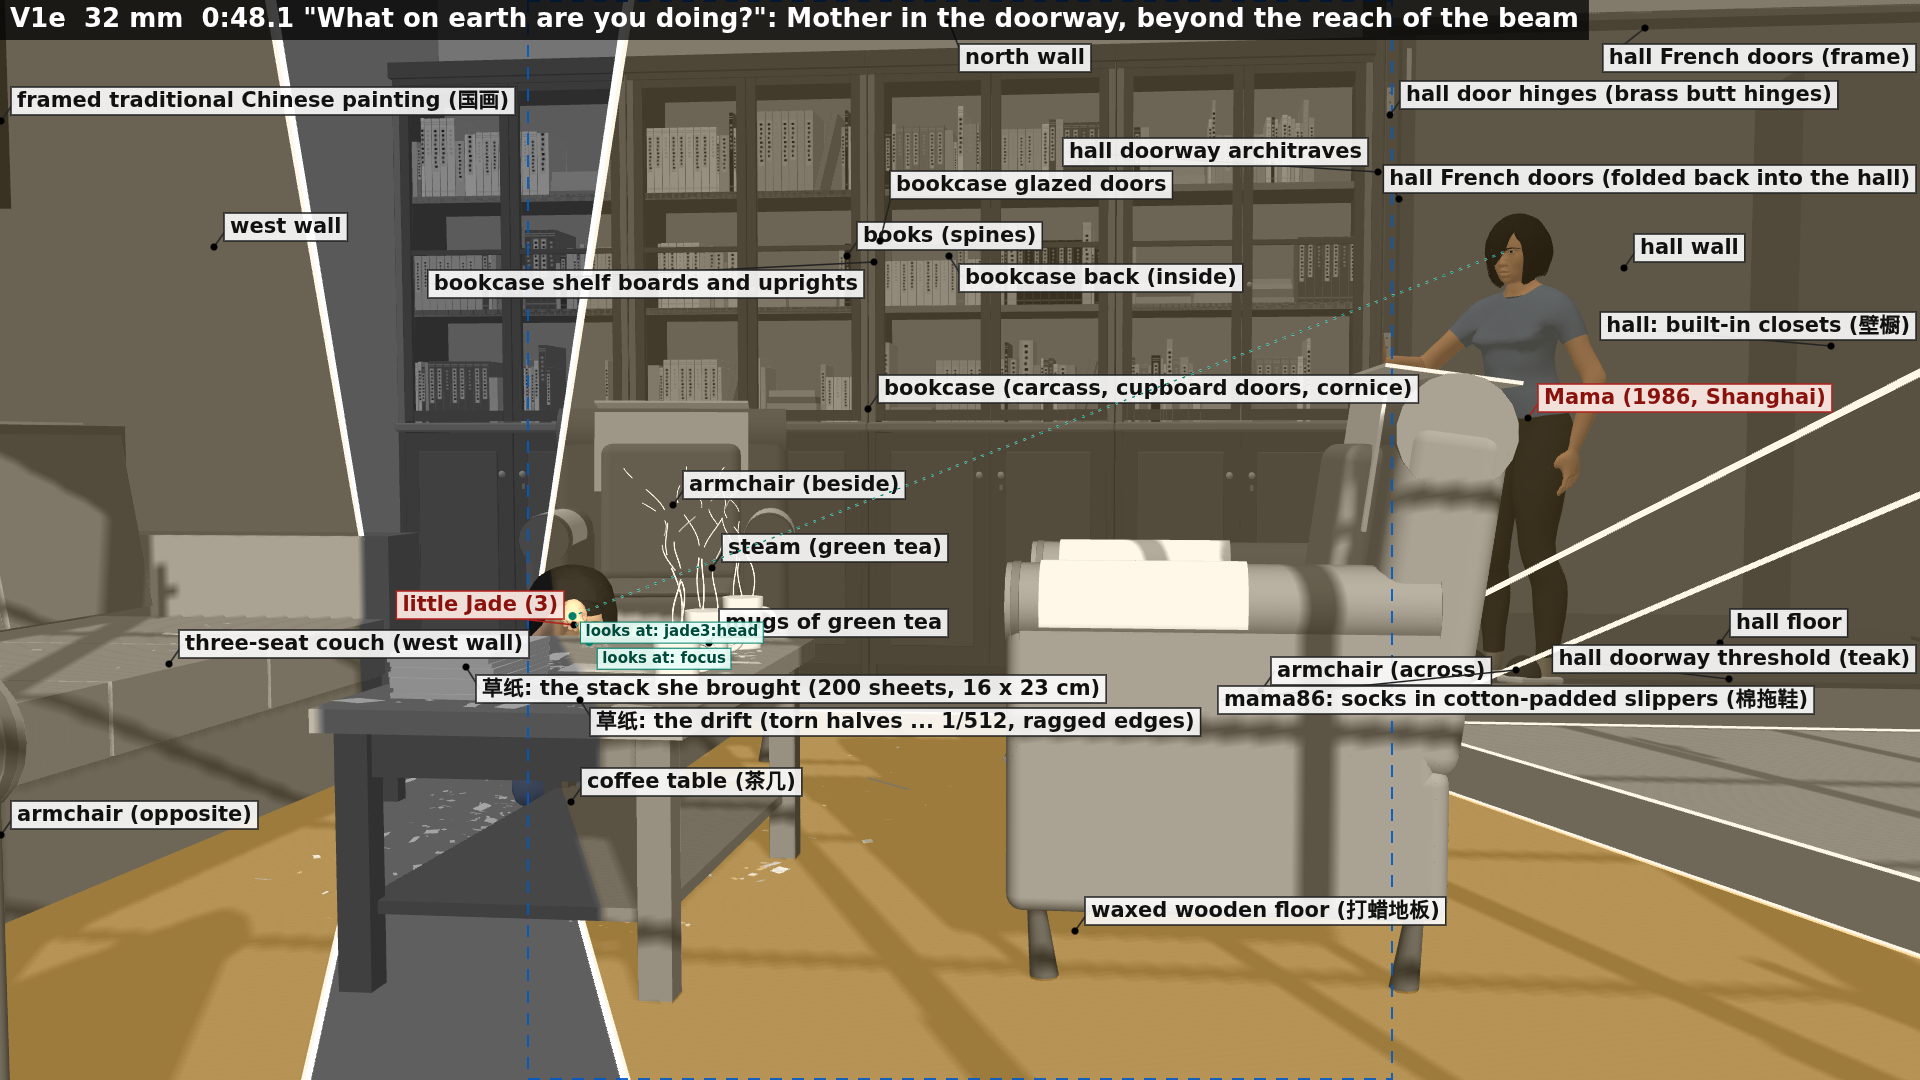 V1e 32 mm 0:48.1 "What on earth are you doing?": Mother in the doorway, beyond the reach of the beam
north wall
hall French doors (frame)
framed traditional Chinese painting (国画)
hall door hinges (brass butt hinges)
hall doorway architraves
bookcase glazed doors
hall French doors (folded back into the hall)
west wall
books (spines)
hall wall
bookcase shelf boards and uprights
bookcase back (inside)
hall: built-in closets (壁橱)
bookcase (carcass, cupboard doors, cornice)
Mama (1986, Shanghai)
armchair (beside)
steam (green tea)
little Jade (3)
mugs of green tea
hall floor
looks at: jade3:head
three-seat couch (west wall)
looks at: focus
hall doorway threshold (teak)
armchair (across)
草纸: the stack she brought (200 sheets, 16 x 23 cm)
mama86: socks in cotton-padded slippers (棉拖鞋)
草纸: the drift (torn halves ... 1/512, ragged edges)
coffee table (茶几)
armchair (opposite)
waxed wooden floor (打蜡地板)